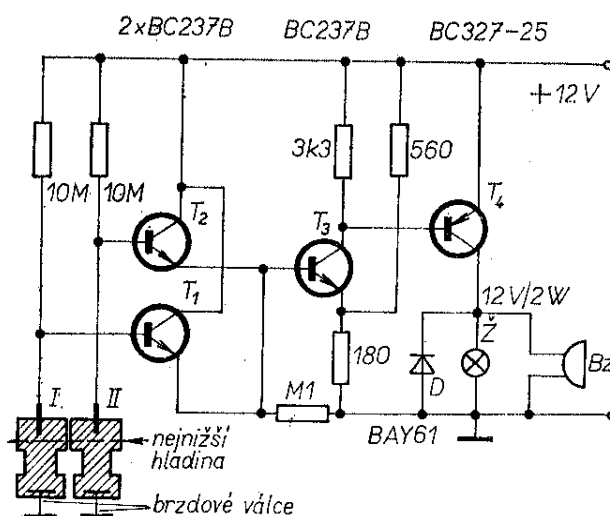 2xBC237B BC237B BC327-25
+12V
10M 10M 3k3 560
T2 T3 T4
T1
12V/2W
Ž
I. II M1 180 D Bz
BAY61
nejnižší
hladina
brzdové válce